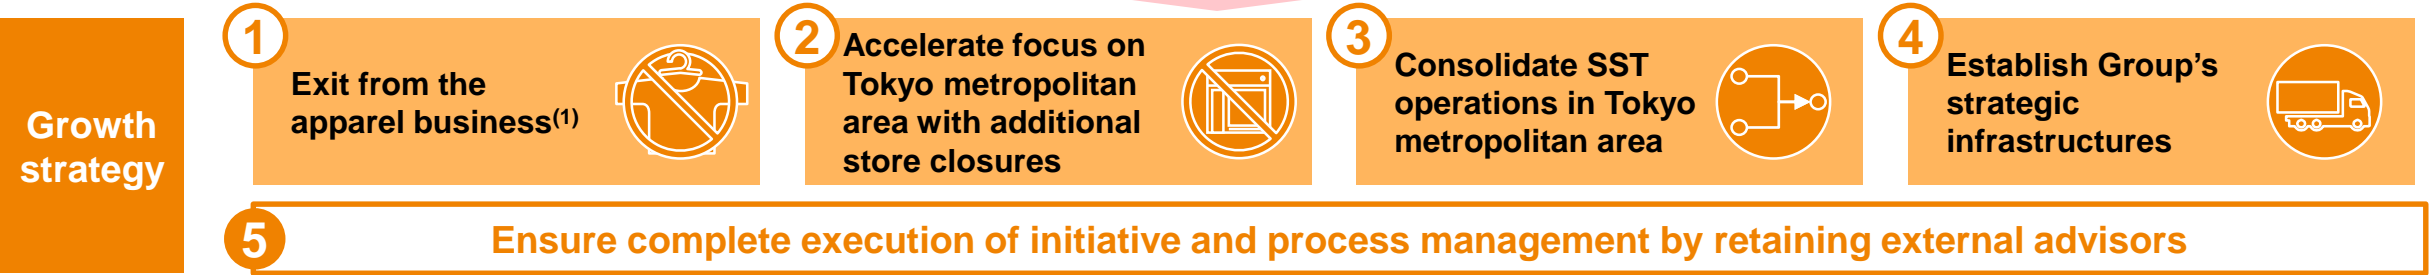 Growth
strategy
1
Exit from the
apparel business(1)
2
Accelerate focus on
Tokyo metropolitan
area with additional
store closures
3
Consolidate SST
operations in Tokyo
metropolitan area
4
Establish Group’s
strategic
infrastructures
5
Ensure complete execution of initiative and process management by retaining external advisors